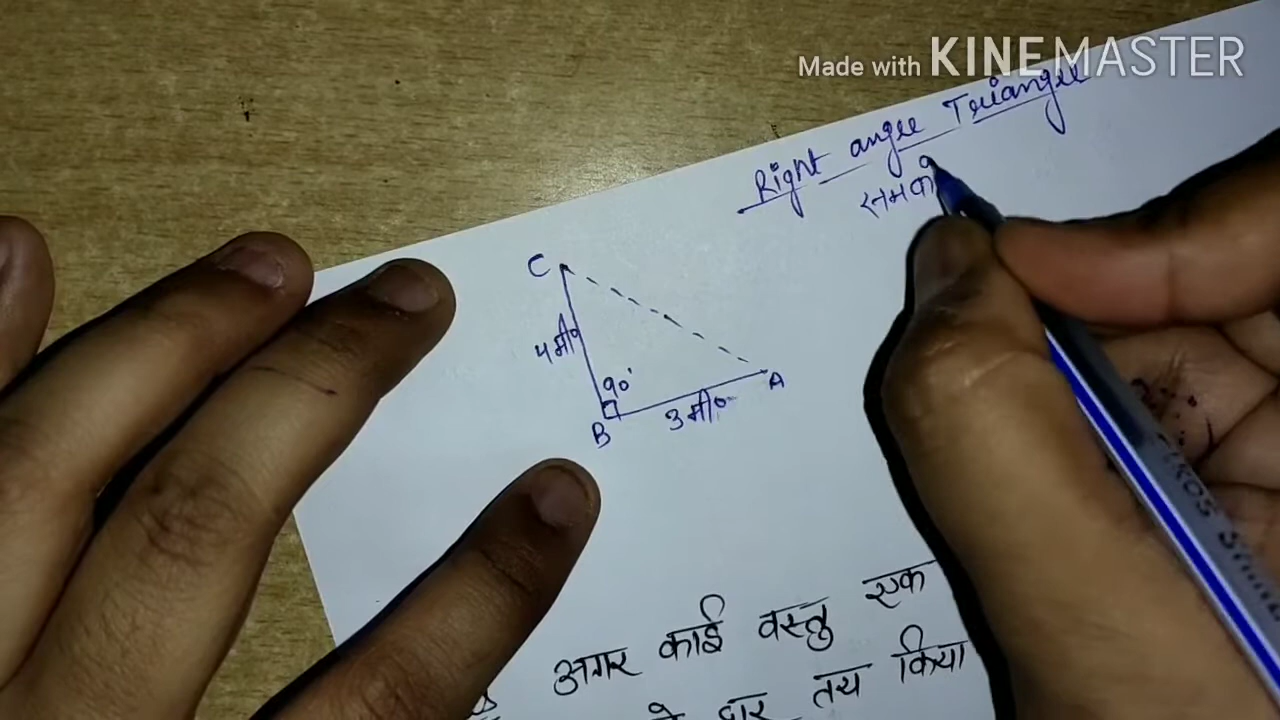 Made with KINEMASTER
Right angle Triangle
समको
C
4मी०
90°
A
B
3मी०
अगर काई वस्तु एक
तय किया